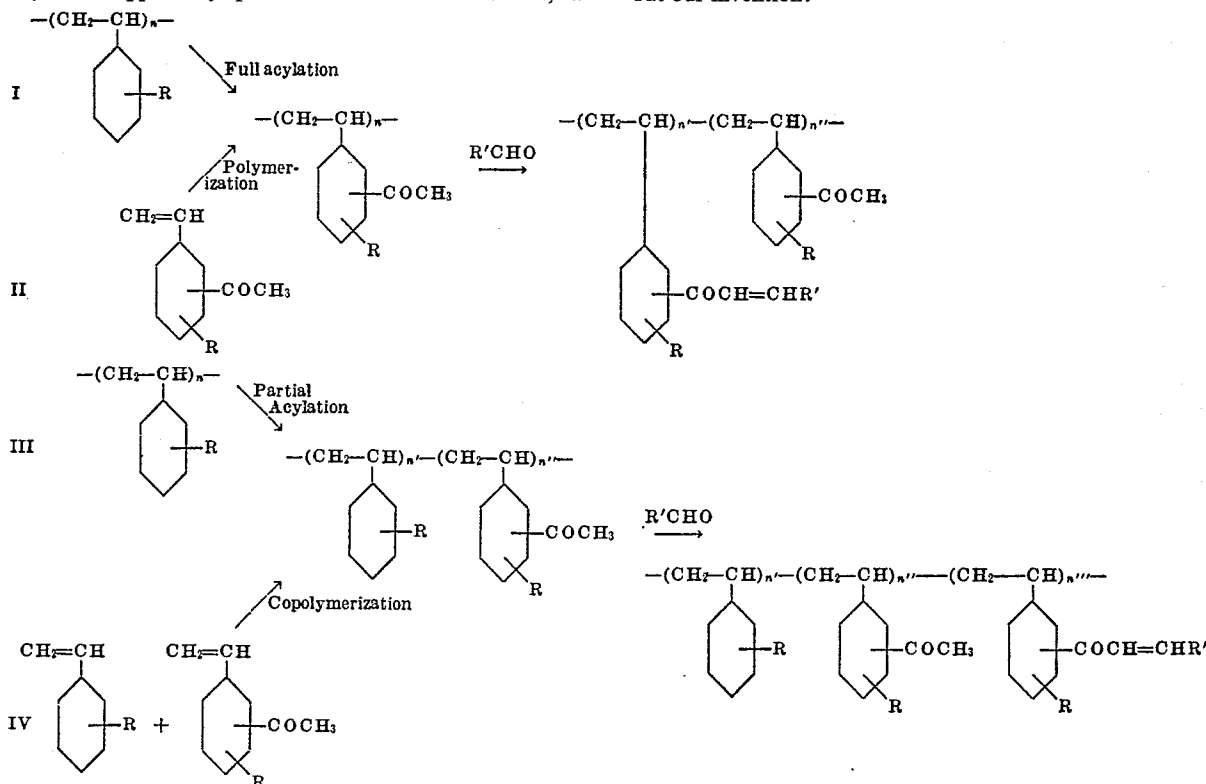 —(CH₂—CH)ₙ—
I
R
Full acylation
—(CH₂—CH)ₙ—
COCH₃
R
Polymer-
ization
R'CHO
—(CH₂—CH)ₙ'—(CH₂—CH)ₙ''—
COCH₃
R
COCH=CHR'
R
CH₂=CH
II
COCH₃
R
—(CH₂—CH)ₙ—
III
R
Partial
Acylation
—(CH₂—CH)ₙ'—(CH₂—CH)ₙ''—
R
COCH₃
R
R'CHO
—(CH₂—CH)ₙ'—(CH₂—CH)ₙ''—(CH₂—CH)ₙ'''—
R
COCH₃
R
COCH=CHR'
R
Copolymerization
IV
CH₂=CH
R
+
CH₂=CH
COCH₃
R